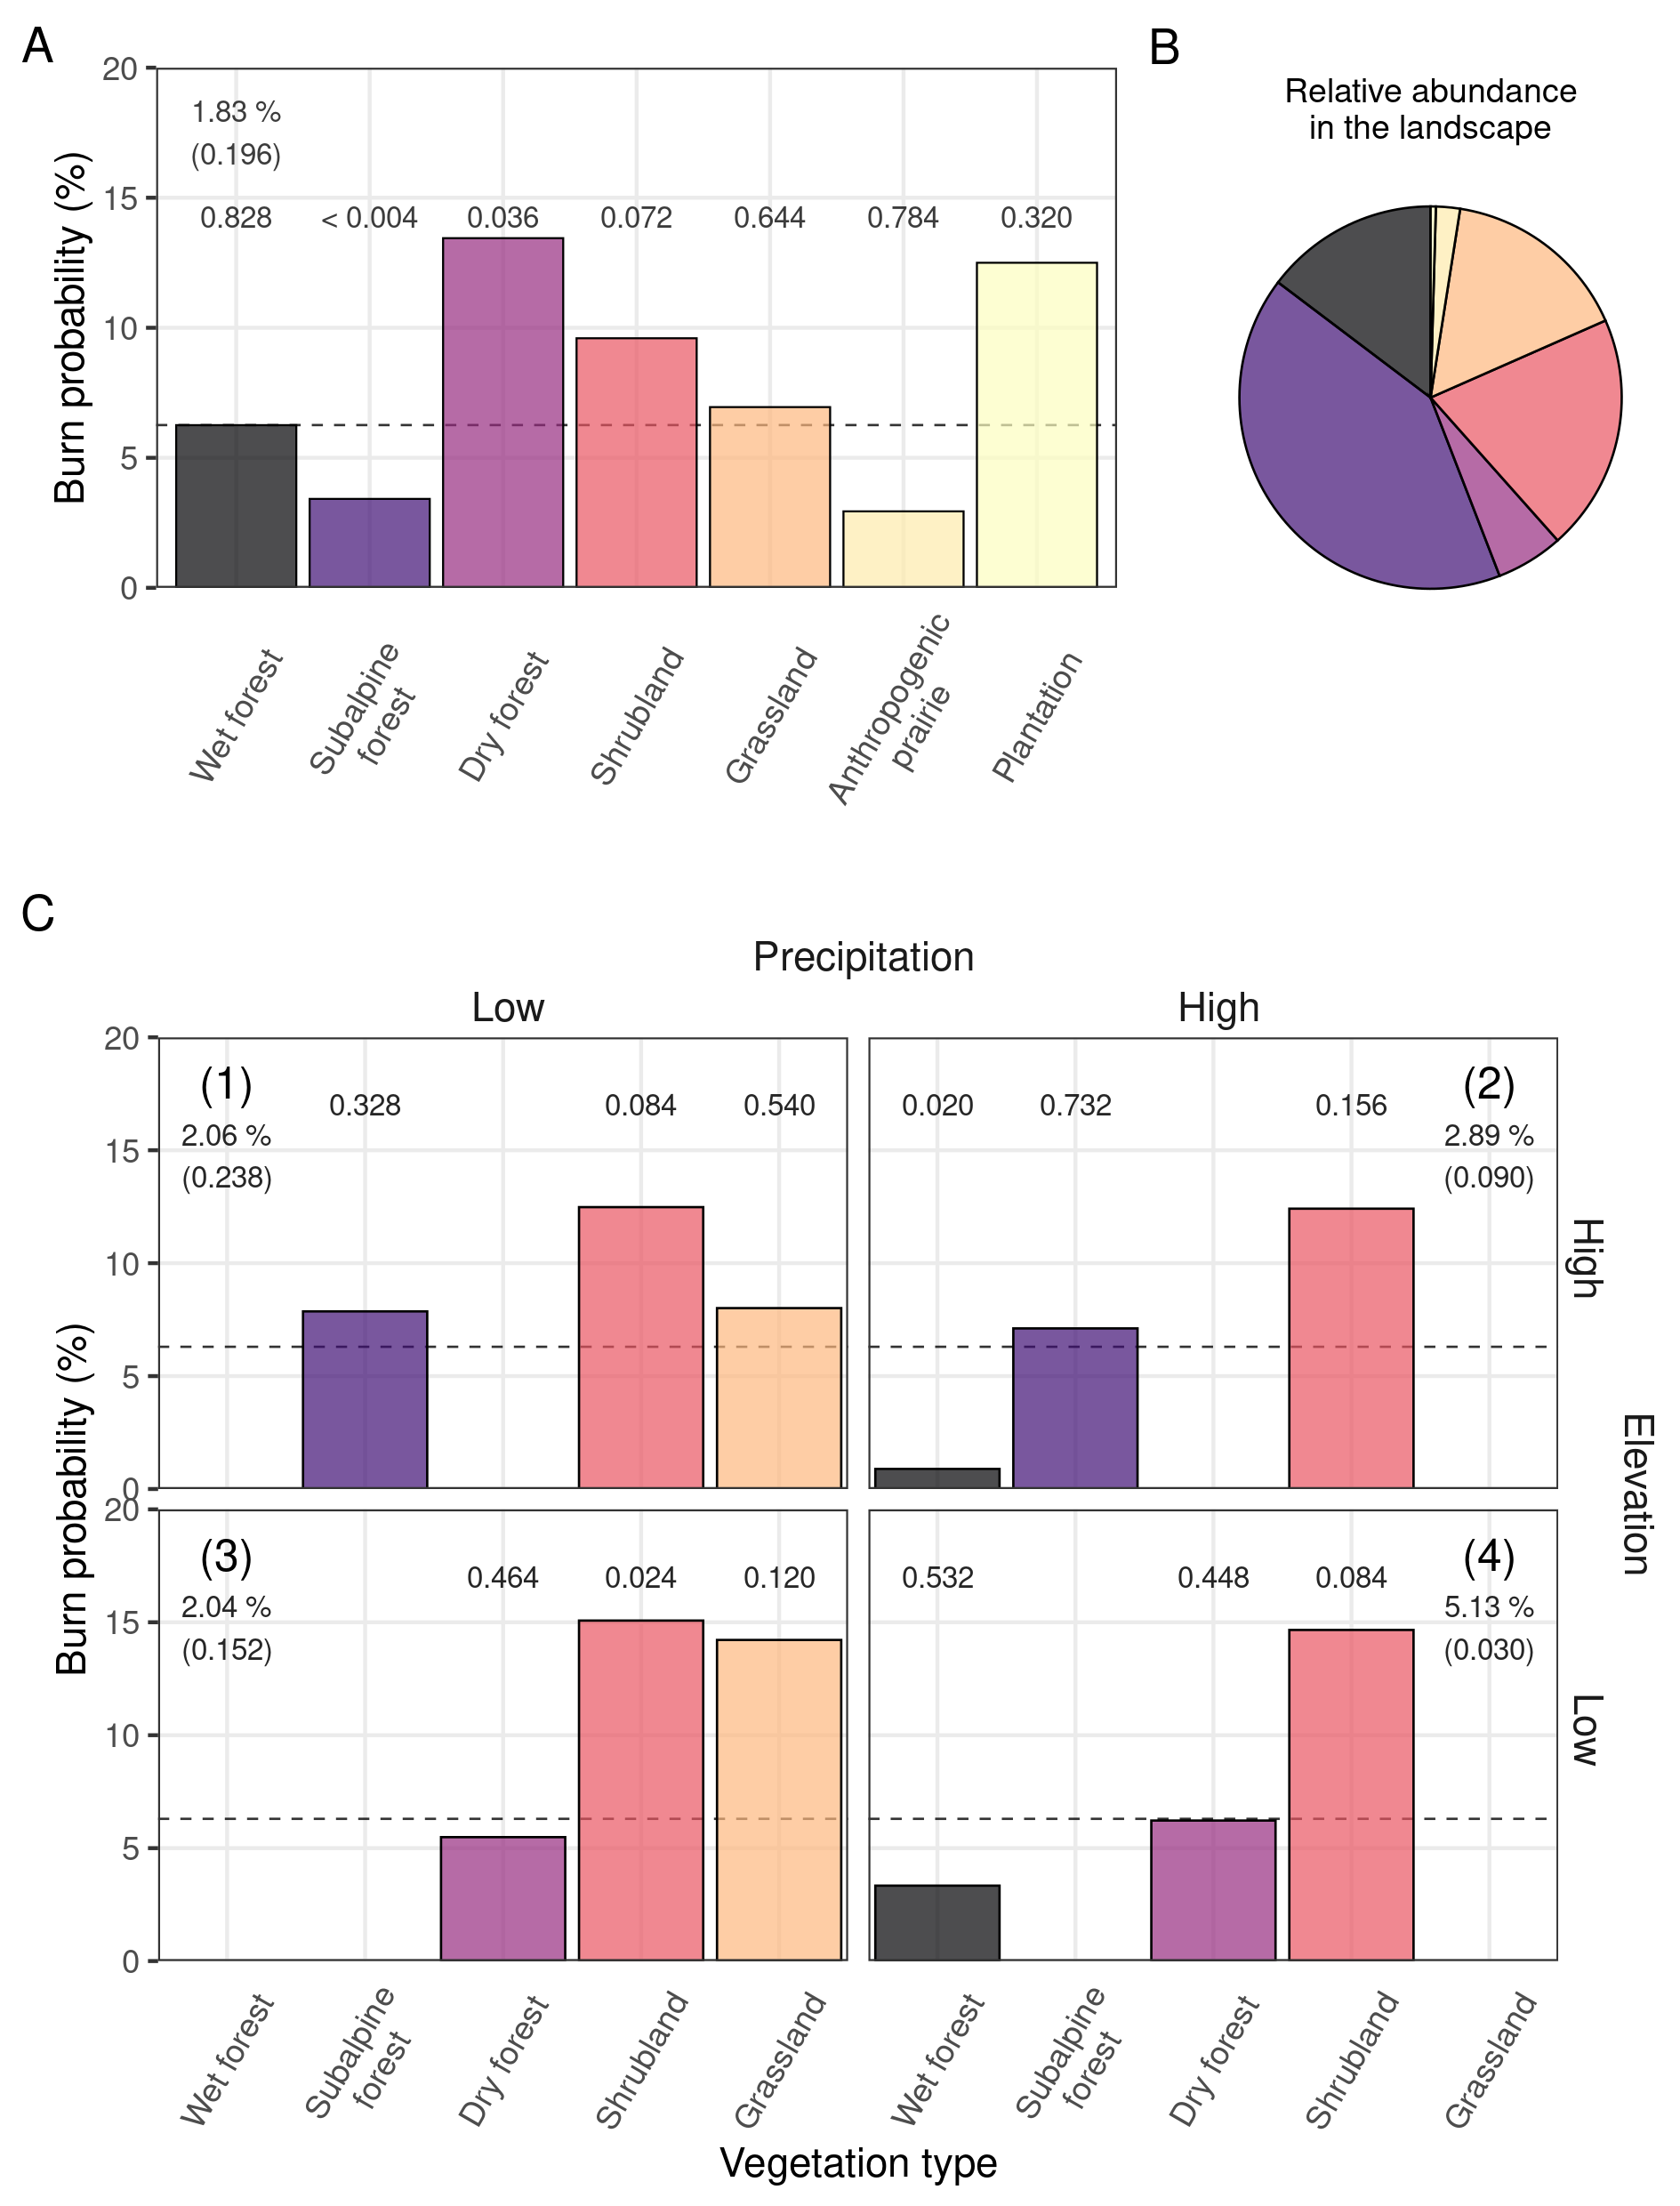 A
B
Relative abundance
in the landscape
Burn probability (%)
20
15
10
5
0
1.83 %
(0.196)
0.828
< 0.004
0.036
0.072
0.644
0.784
0.320
Wet forest
Subalpine
forest
Dry forest
Shrubland
Grassland
Anthropogenic
prairie
Plantation
C
Precipitation
Low
High
Burn probability (%)
20
15
10
5
0
(1)
2.06 %
(0.238)
0.328
0.084
0.540
0.020
0.732
0.156
(2)
2.89 %
(0.090)
High
Elevation
20
15
10
5
0
(3)
2.04 %
(0.152)
0.464
0.024
0.120
0.532
0.448
0.084
(4)
5.13 %
(0.030)
Low
Wet forest
Subalpine
forest
Dry forest
Shrubland
Grassland
Wet forest
Subalpine
forest
Dry forest
Shrubland
Grassland
Vegetation type